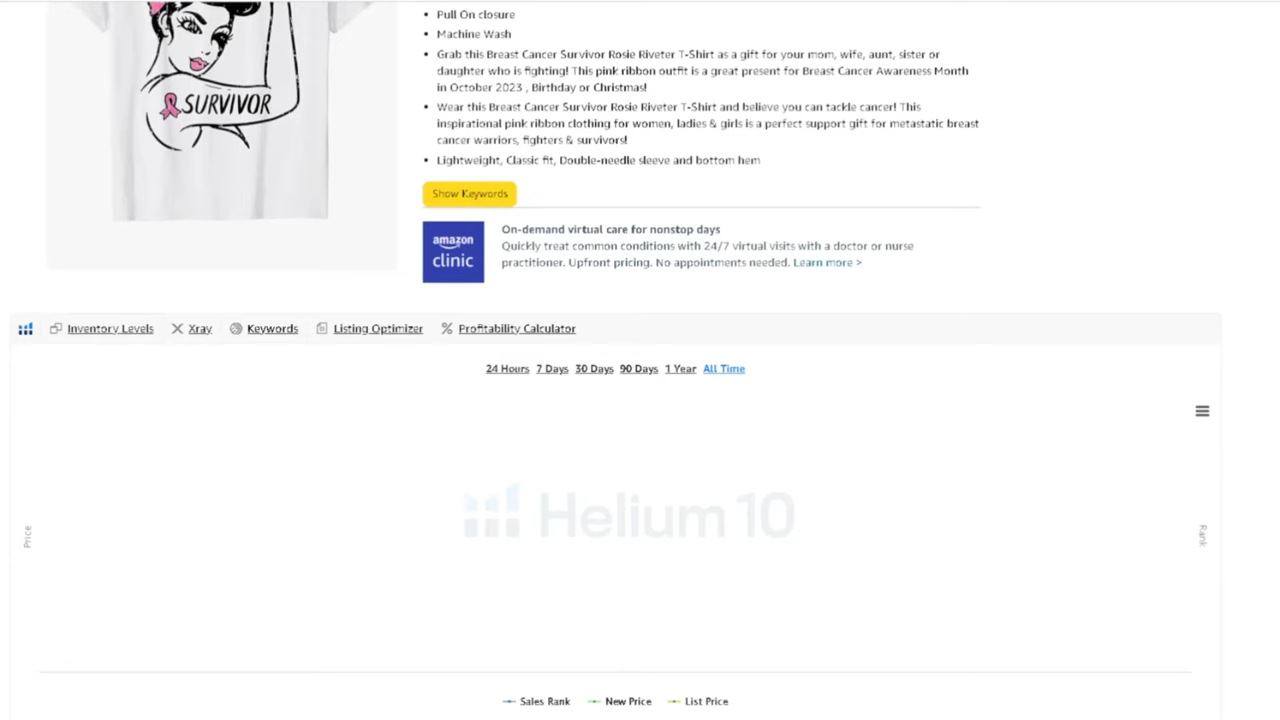 Pull On closure
Machine Wash
Grab this Breast Cancer Survivor Rosie Riveter T-Shirt as a gift for your mom, wife, aunt, sister or
daughter who is fighting! This pink ribbon outfit is a great present for Breast Cancer Awareness Month
in October 2023 , Birthday or Christmas!
Wear this Breast Cancer Survivor Rosie Riveter T-Shirt and believe you can tackle cancer! This
inspirational pink ribbon clothing for women, ladies & girls is a perfect support gift for metastatic breast
cancer warriors, fighters & survivors!
Lightweight, Classic fit, Double-needle sleeve and bottom hem
SURVIVOR
Show Keywords
amazon
clinic
On-demand virtual care for nonstop days
Quickly treat common conditions with 24/7 virtual visits with a doctor or nurse
practitioner. Upfront pricing. No appointments needed. Learn more >
Inventory Levels Xray Keywords Listing Optimizer Profitability Calculator
24 Hours 7 Days 30 Days 90 Days 1 Year All Time
Helium 10
Price
Rank
Sales Rank New Price List Price